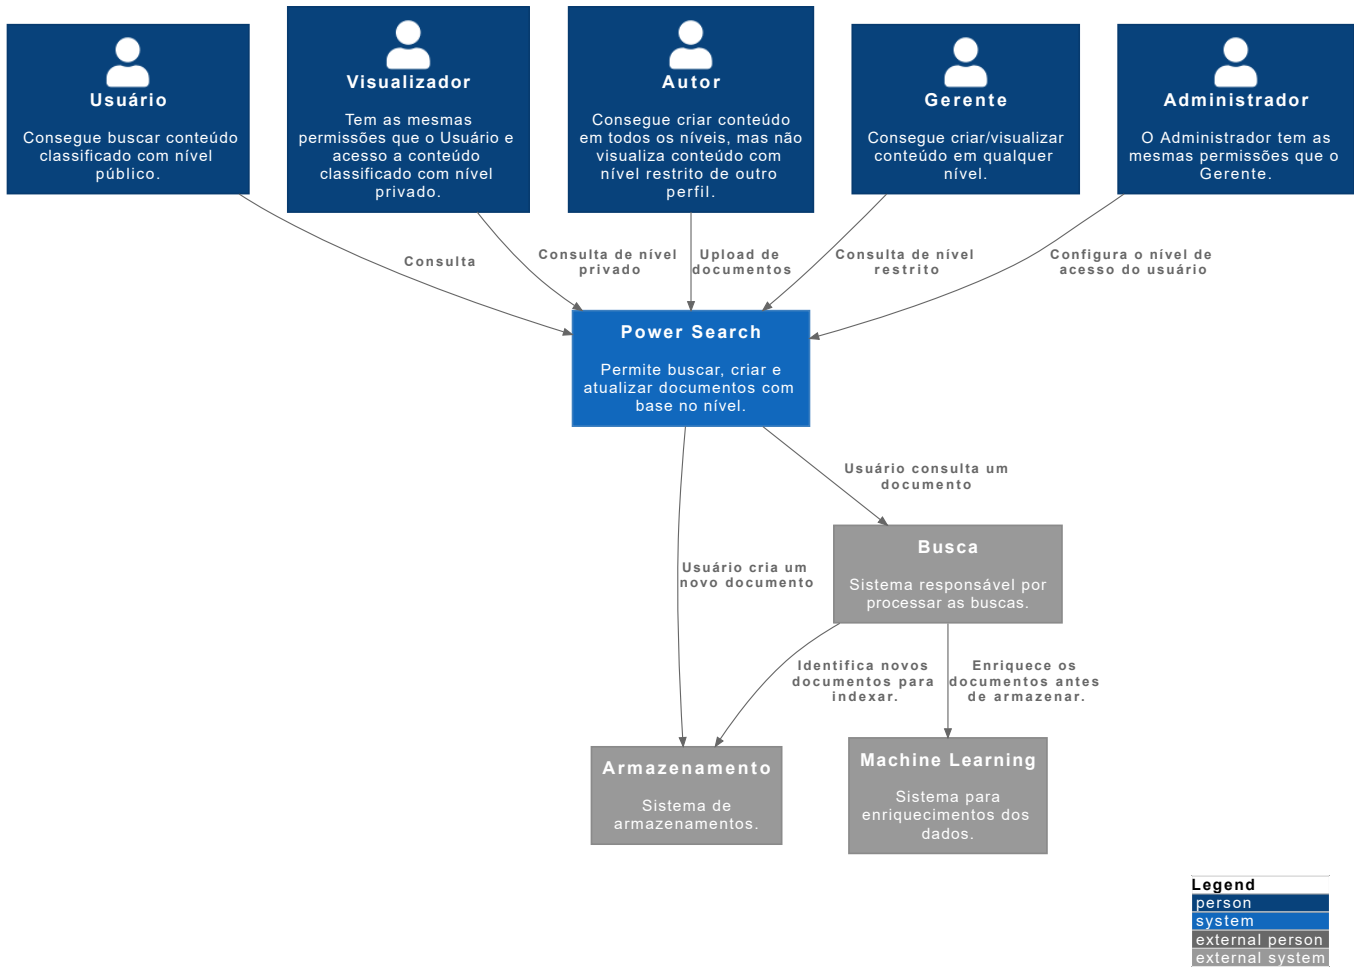 Usuário
Consegue buscar conteúdo
classificado com nível
público.
Visualizador
Tem as mesmas
permissões que o Usuário e
acesso a conteúdo
classificado com nível
privado.
Autor
Consegue criar conteúdo
em todos os níveis, mas não
visualiza conteúdo com
nível restrito de outro
perfil.
Gerente
Consegue criar/visualizar
conteúdo em qualquer
nível.
Administrador
O Administrador tem as
mesmas permissões que o
Gerente.
Consulta
Consulta de nível
privado
Upload de
documentos
Consulta de nível
restrito
Configura o nível de
acesso do usuário
Power Search
Permite buscar, criar e
atualizar documentos com
base no nível.
Usuário consulta um
documento
Busca
Sistema responsável por
processar as buscas.
Usuário cria um
novo documento
Identifica novos
documentos para
indexar.
Enriquece os
documentos antes
de armazenar.
Armazenamento
Sistema de
armazenamentos.
Machine Learning
Sistema para
enriquecimentos dos
dados.
Legend
person
system
external person
external system